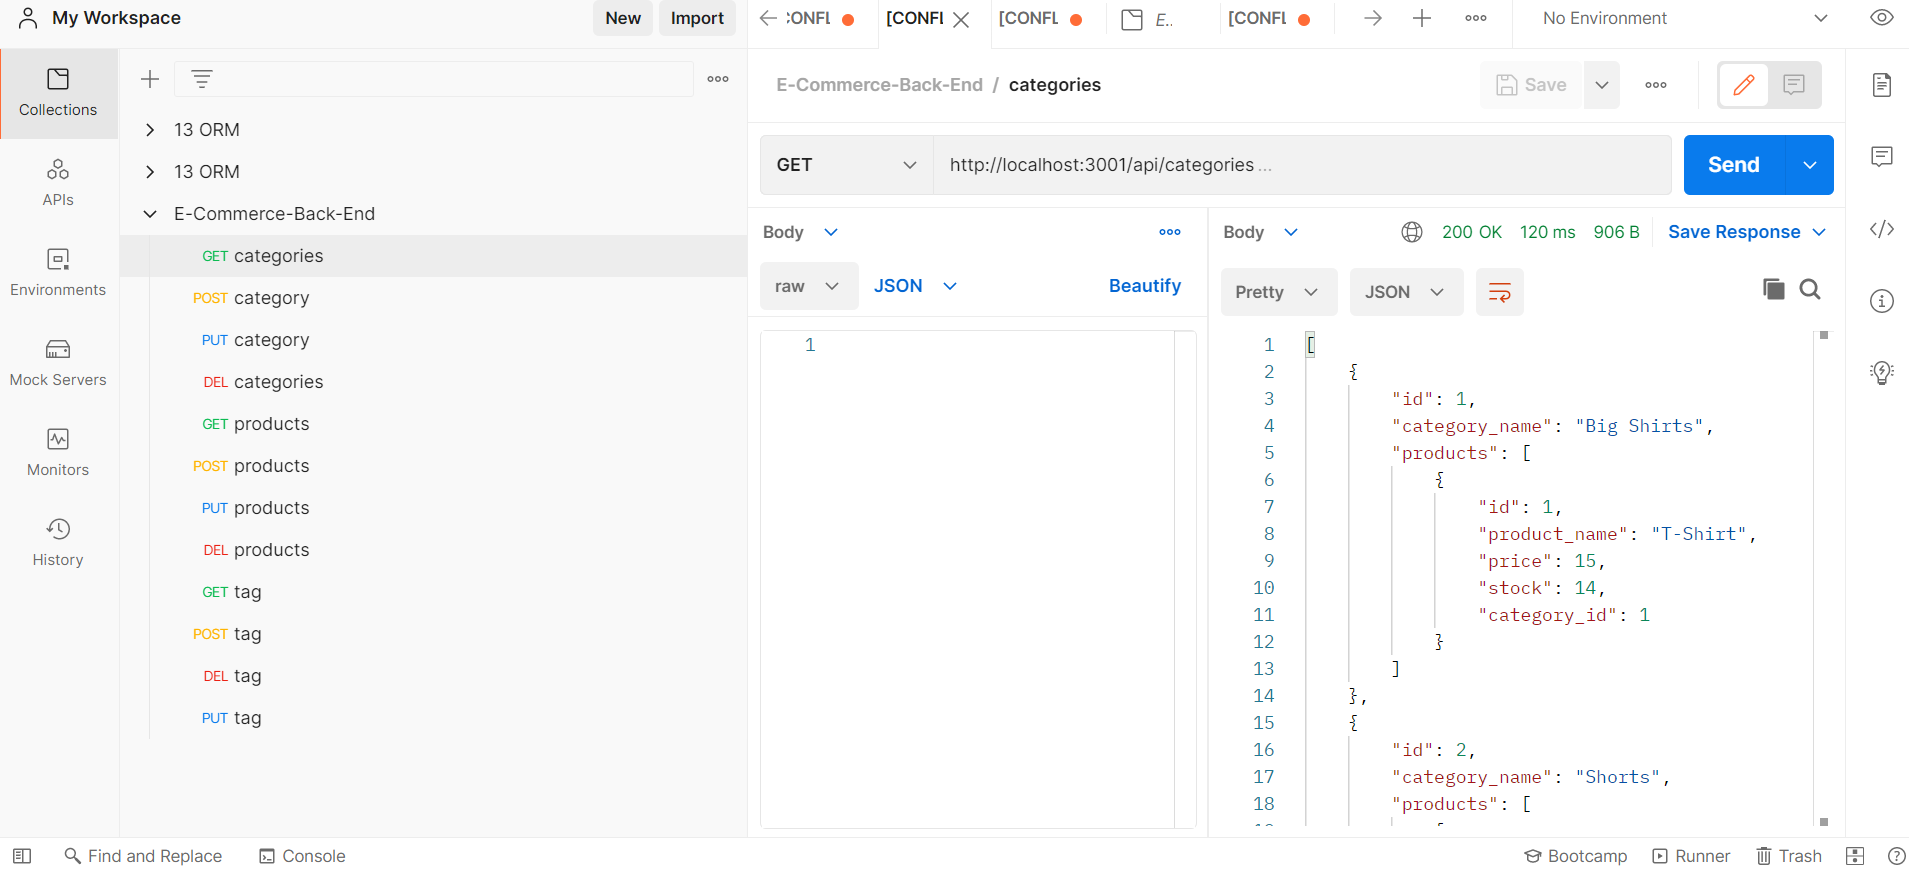 My Workspace
New
Import
CONFL
[CONFL
[CONFL
E..
[CONFL
No Environment
Collections
APIs
Environments
Mock Servers
Monitors
History
13 ORM
13 ORM
E-Commerce-Back-End
GET categories
POST category
PUT category
DEL categories
GET products
POST products
PUT products
DEL products
GET tag
POST tag
DEL tag
PUT tag
E-Commerce-Back-End / categories
Save
GET
http://localhost:3001/api/categories ...
Send
Body
raw
JSON
Beautify
1
Body
200 OK 120 ms 906 B
Save Response
Pretty
JSON
1 [
2 {
3 "id": 1,
4 "category_name": "Big Shirts",
5 "products": [
6 {
7 "id": 1,
8 "product_name": "T-Shirt",
9 "price": 15,
10 "stock": 14,
11 "category_id": 1
12 }
13 ]
14 },
15 {
16 "id": 2,
17 "category_name": "Shorts",
18 "products": [
Find and Replace
Console
Bootcamp
Runner
Trash